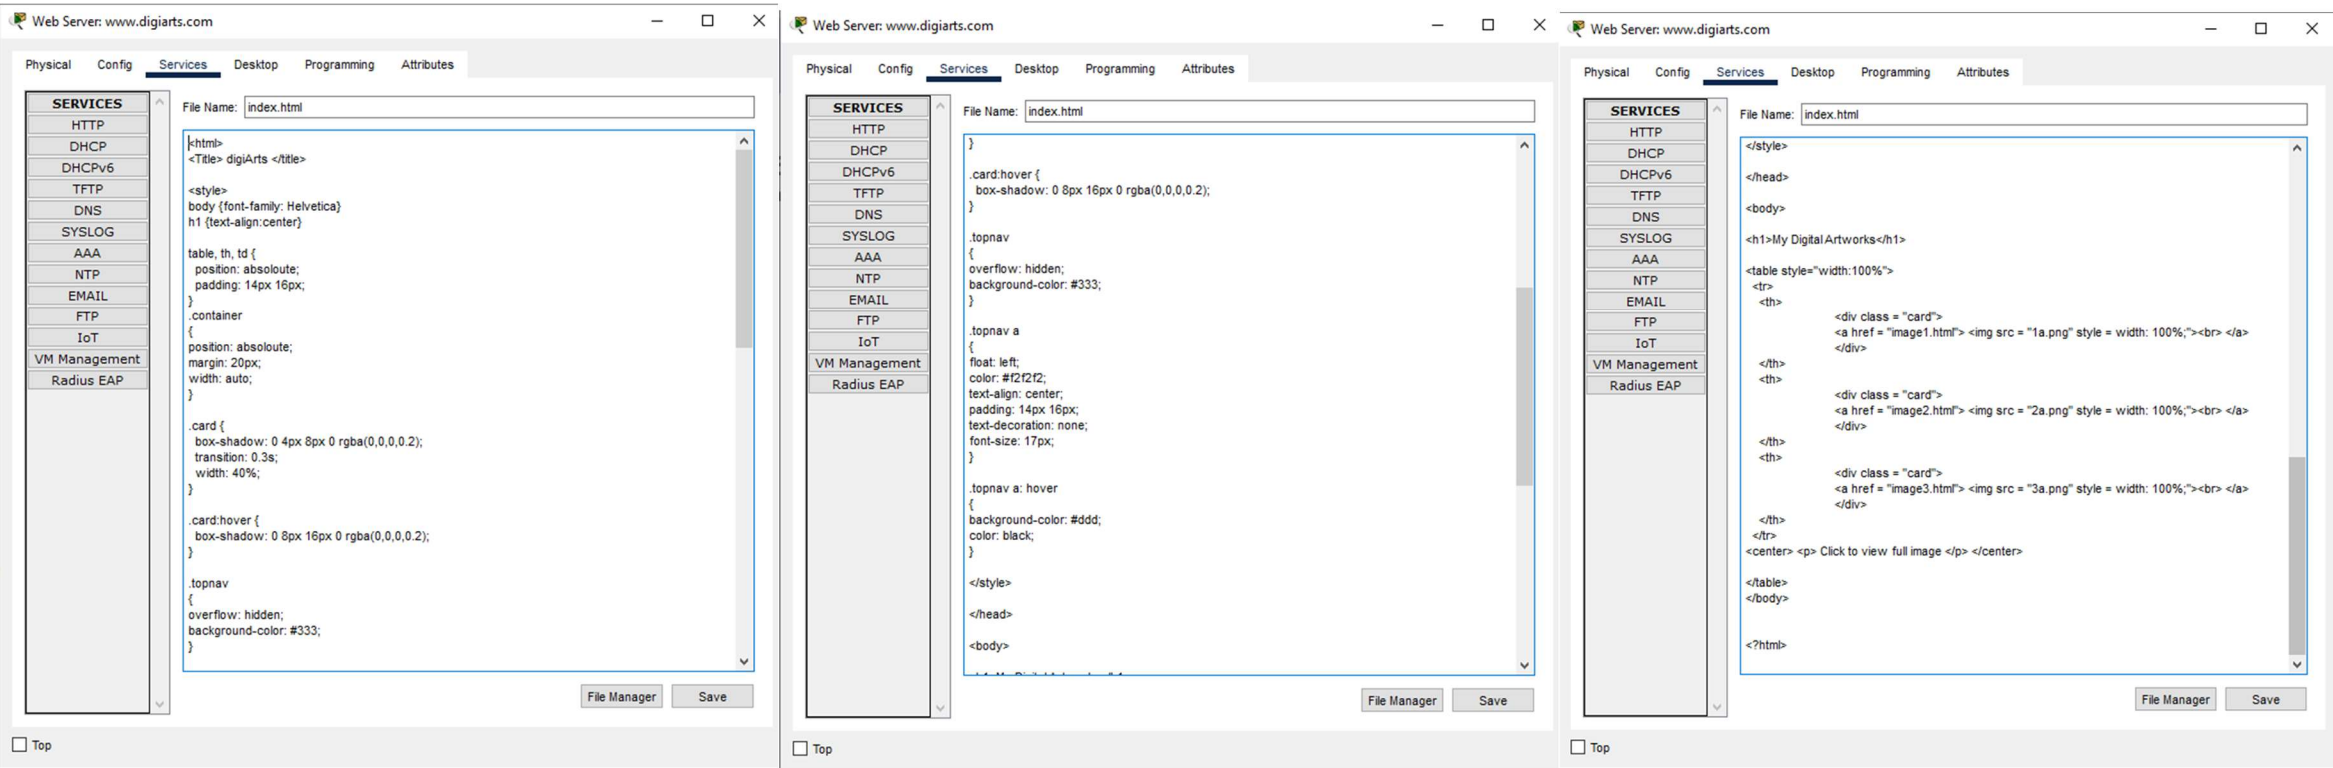 Web Server: www.digiarts.com
Physical Config Services Desktop Programming Attributes
SERVICES
HTTP
DHCP
DHCPv6
TFTP
DNS
SYSLOG
AAA
NTP
EMAIL
FTP
IoT
VM Management
Radius EAP
File Name: index.html
<html>
<Title> digiArts </title>
<style>
body {font-family: Helvetica}
h1 {text-align:center}
table, th, td {
position: absoloute;
padding: 14px 16px;
}
.container
{
position: absoloute;
margin: 20px;
width: auto;
}
.card {
box-shadow: 0 4px 8px 0 rgba(0,0,0,0.2);
transition: 0.3s;
width: 40%;
}
.card:hover {
box-shadow: 0 8px 16px 0 rgba(0,0,0,0.2);
}
.topnav
{
overflow: hidden;
background-color: #333;
}
File Manager Save
Top
Web Server: www.digiarts.com
Physical Config Services Desktop Programming Attributes
SERVICES
HTTP
DHCP
DHCPv6
TFTP
DNS
SYSLOG
AAA
NTP
EMAIL
FTP
IoT
VM Management
Radius EAP
File Name: index.html
}
.card:hover {
box-shadow: 0 8px 16px 0 rgba(0,0,0,0.2);
}
.topnav
{
overflow: hidden;
background-color: #333;
}
.topnav a
{
float: left;
color: #f2f2f2;
text-align: center;
padding: 14px 16px;
text-decoration: none;
font-size: 17px;
}
.topnav a: hover
{
background-color: #ddd;
color: black;
}
</style>
</head>
<body>
File Manager Save
Top
Web Server: www.digiarts.com
Physical Config Services Desktop Programming Attributes
SERVICES
HTTP
DHCP
DHCPv6
TFTP
DNS
SYSLOG
AAA
NTP
EMAIL
FTP
IoT
VM Management
Radius EAP
File Name: index.html
</style>
</head>
<body>
<h1>My Digital Artworks</h1>
<table style="width:100%">
<tr>
<th>
<div class = "card">
<a href = "image1.html"> <img src = "1a.png" style = width: 100%;"><br> </a>
</div>
</th>
<th>
<div class = "card">
<a href = "image2.html"> <img src = "2a.png" style = width: 100%;"><br> </a>
</div>
</th>
<th>
<div class = "card">
<a href = "image3.html"> <img src = "3a.png" style = width: 100%;"><br> </a>
</div>
</th>
</tr>
<center> <p> Click to view full image </p> </center>
</table>
</body>
<?html>
File Manager Save
Top